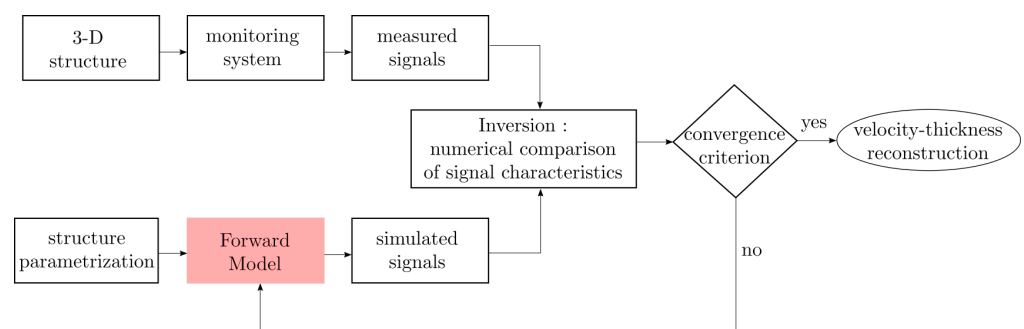 3-D
structure
monitoring
system
measured
signals
Inversion :
numerical comparison
of signal characteristics
convergence
criterion
yes
velocity-thickness
reconstruction
structure
parametrization
Forward
Model
simulated
signals
no